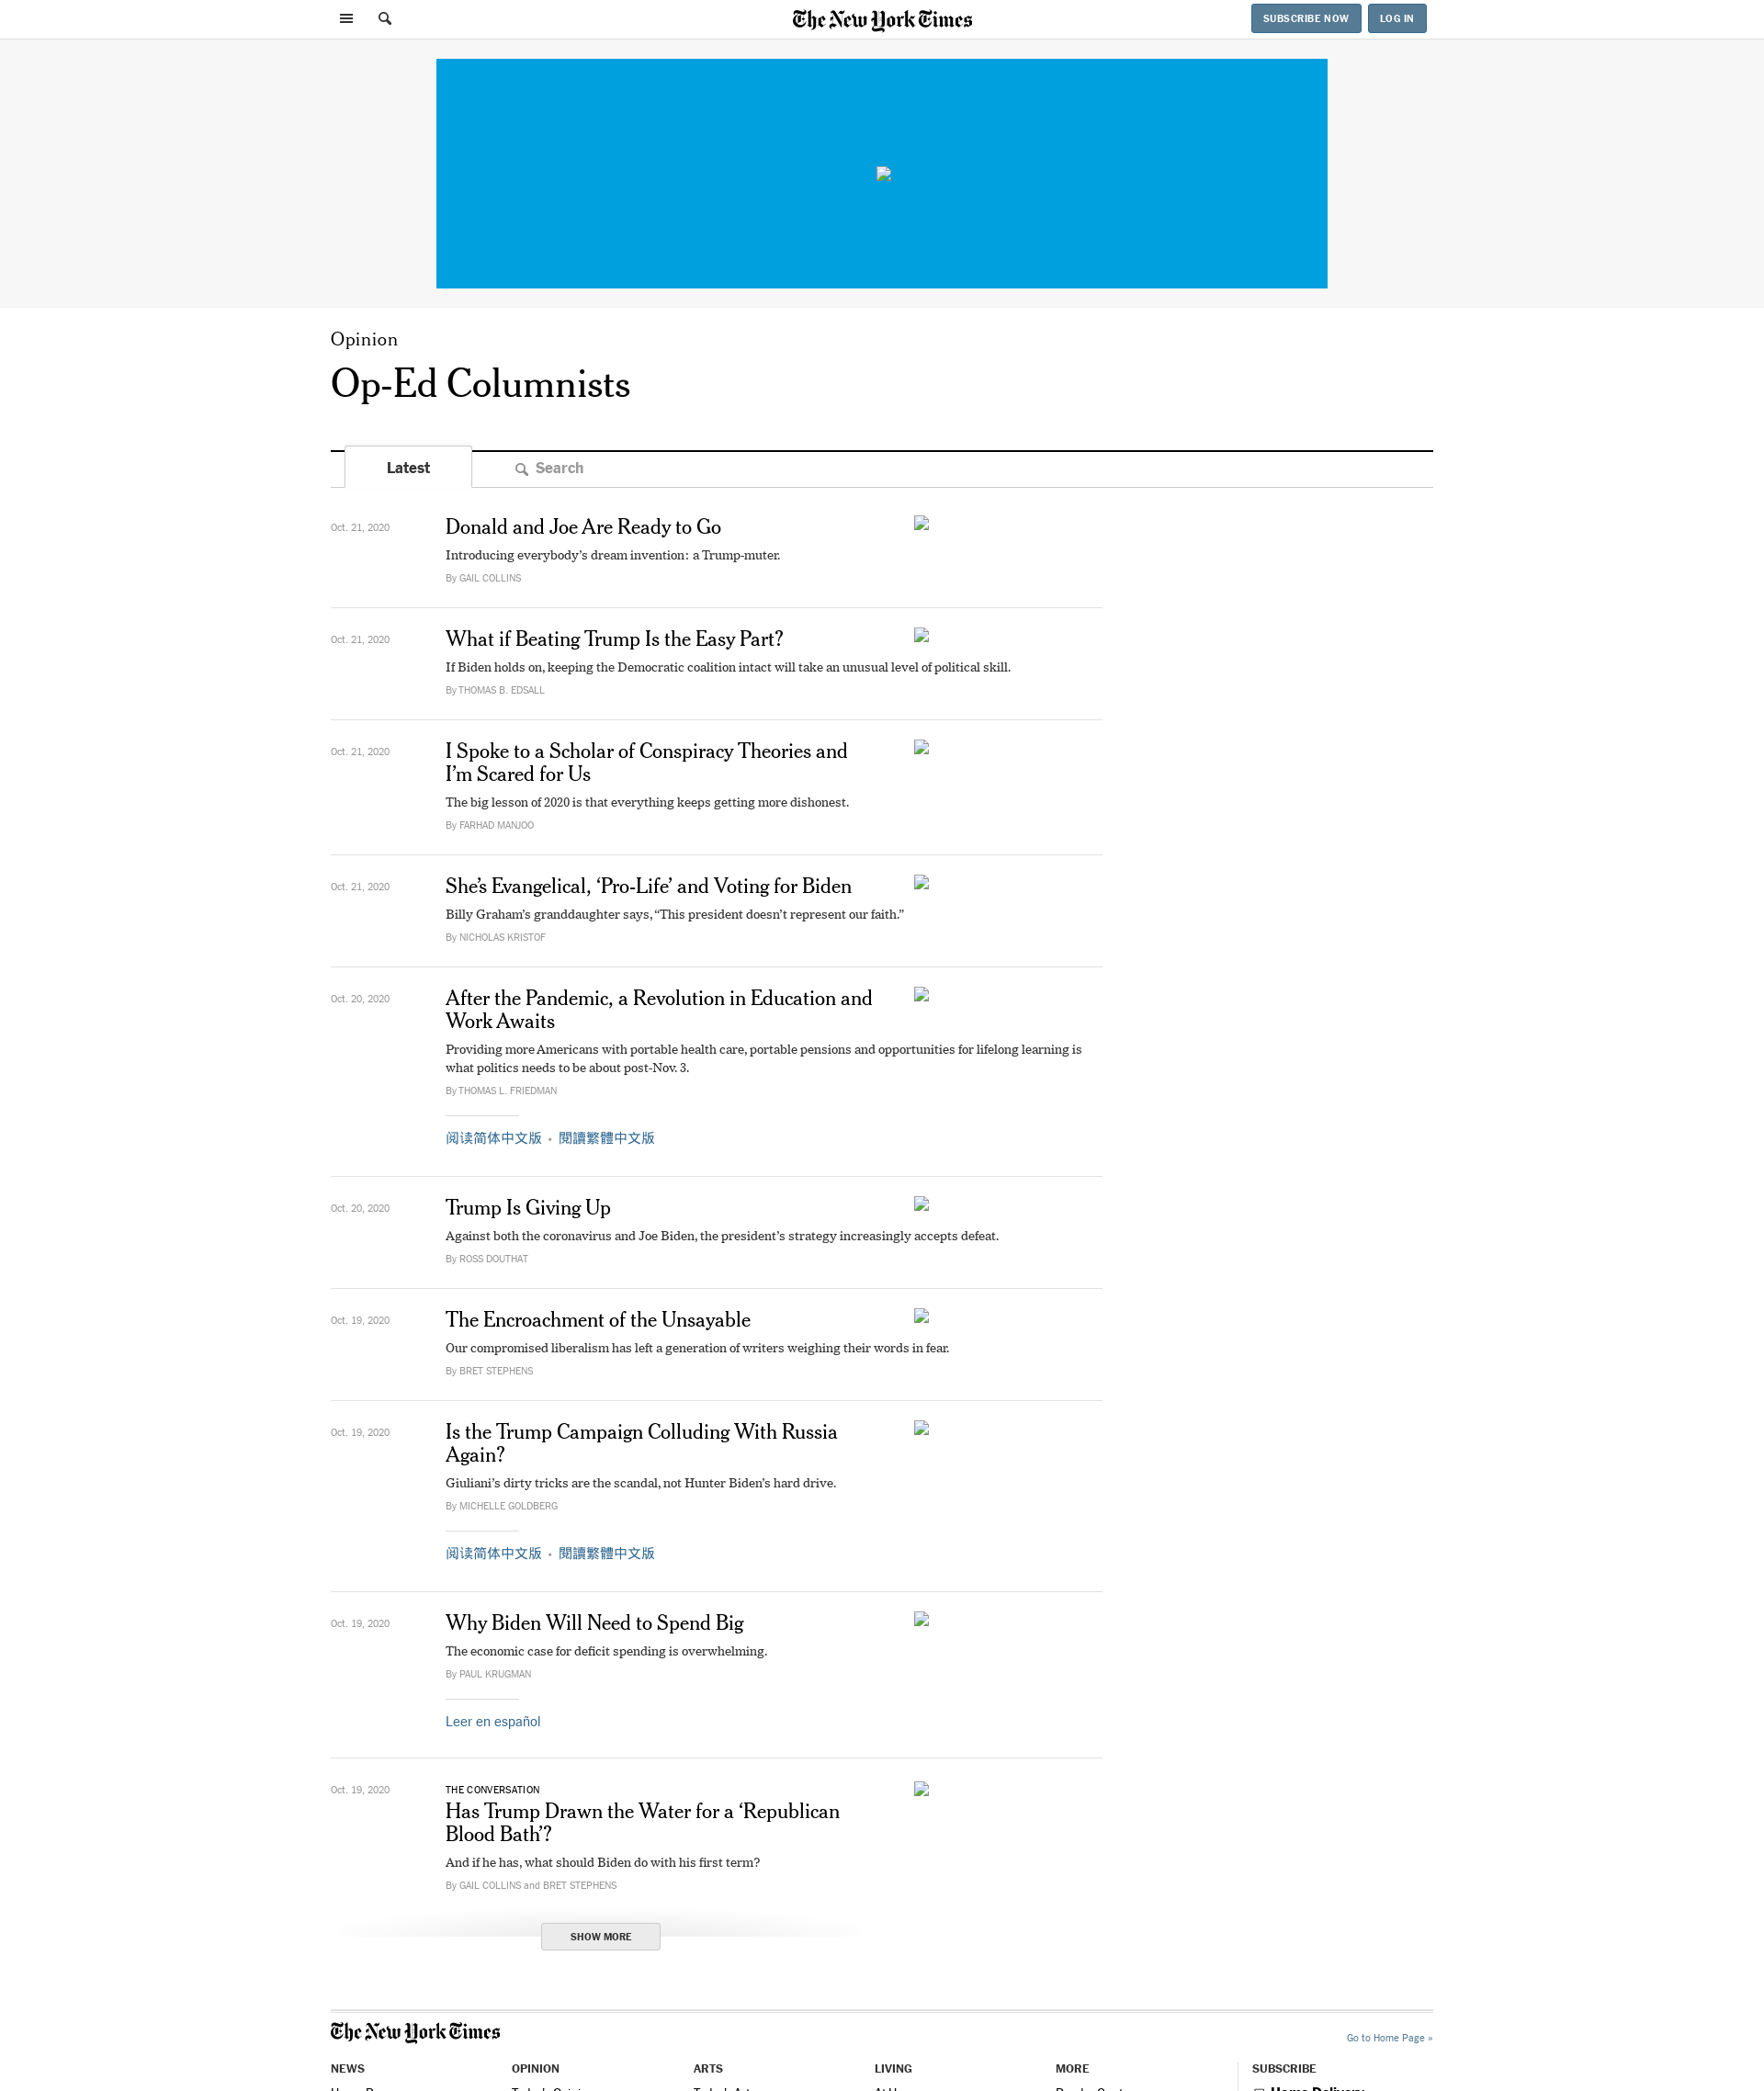 The New York Times
SUBSCRIBE NOW
LOG IN
Opinion
Op-Ed Columnists
Latest
Search
Oct. 21, 2020
Donald and Joe Are Ready to Go
Introducing everybody’s dream invention: a Trump-muter.
By GAIL COLLINS
Oct. 21, 2020
What if Beating Trump Is the Easy Part?
If Biden holds on, keeping the Democratic coalition intact will take an unusual level of political skill.
By THOMAS B. EDSALL
Oct. 21, 2020
I Spoke to a Scholar of Conspiracy Theories and
I’m Scared for Us
The big lesson of 2020 is that everything keeps getting more dishonest.
By FARHAD MANJOO
Oct. 21, 2020
She’s Evangelical, ‘Pro-Life’ and Voting for Biden
Billy Graham’s granddaughter says, “This president doesn’t represent our faith.”
By NICHOLAS KRISTOF
Oct. 20, 2020
After the Pandemic, a Revolution in Education and
Work Awaits
Providing more Americans with portable health care, portable pensions and opportunities for lifelong learning is
what politics needs to be about post-Nov. 3.
By THOMAS L. FRIEDMAN
阅读简体中文版 • 閱讀繁體中文版
Oct. 20, 2020
Trump Is Giving Up
Against both the coronavirus and Joe Biden, the president’s strategy increasingly accepts defeat.
By ROSS DOUTHAT
Oct. 19, 2020
The Encroachment of the Unsayable
Our compromised liberalism has left a generation of writers weighing their words in fear.
By BRET STEPHENS
Oct. 19, 2020
Is the Trump Campaign Colluding With Russia
Again?
Giuliani’s dirty tricks are the scandal, not Hunter Biden’s hard drive.
By MICHELLE GOLDBERG
阅读简体中文版 • 閱讀繁體中文版
Oct. 19, 2020
Why Biden Will Need to Spend Big
The economic case for deficit spending is overwhelming.
By PAUL KRUGMAN
Leer en español
Oct. 19, 2020
THE CONVERSATION
Has Trump Drawn the Water for a ‘Republican
Blood Bath’?
And if he has, what should Biden do with his first term?
By GAIL COLLINS and BRET STEPHENS
SHOW MORE
The New York Times
Go to Home Page »
NEWS
OPINION
ARTS
LIVING
MORE
SUBSCRIBE
Home Delivery